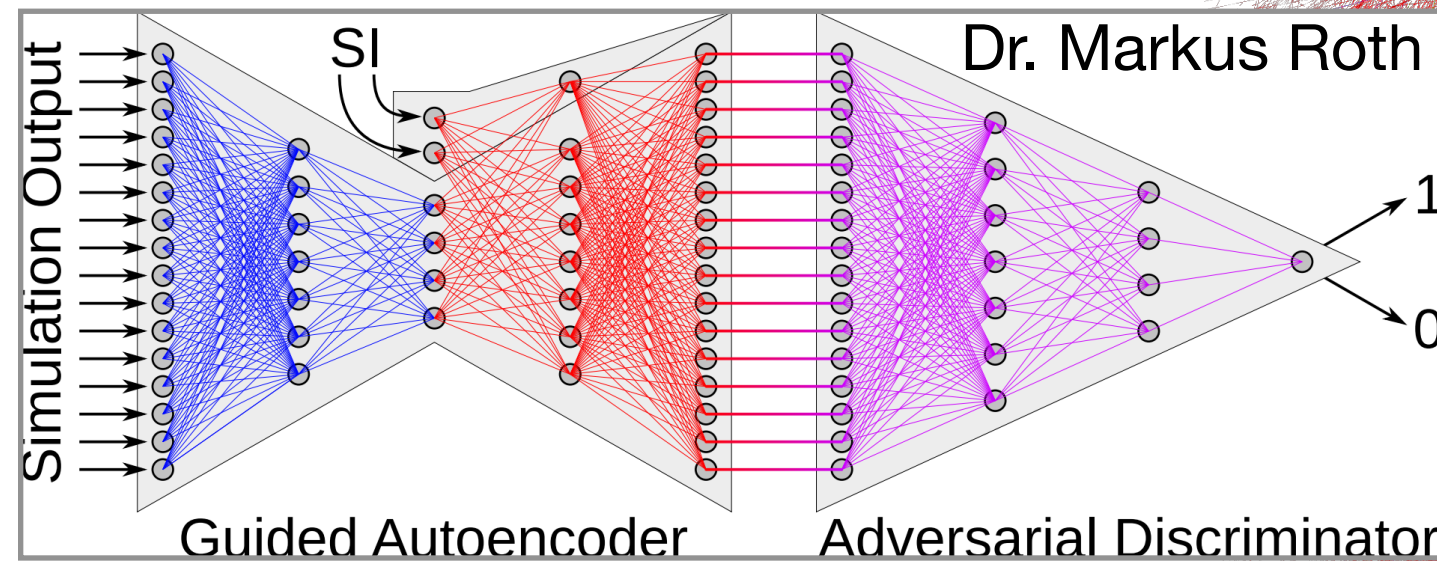 Simulation Output
SI
Dr. Markus Roth
1
0
Guided Autoencoder
Adversarial Discriminator